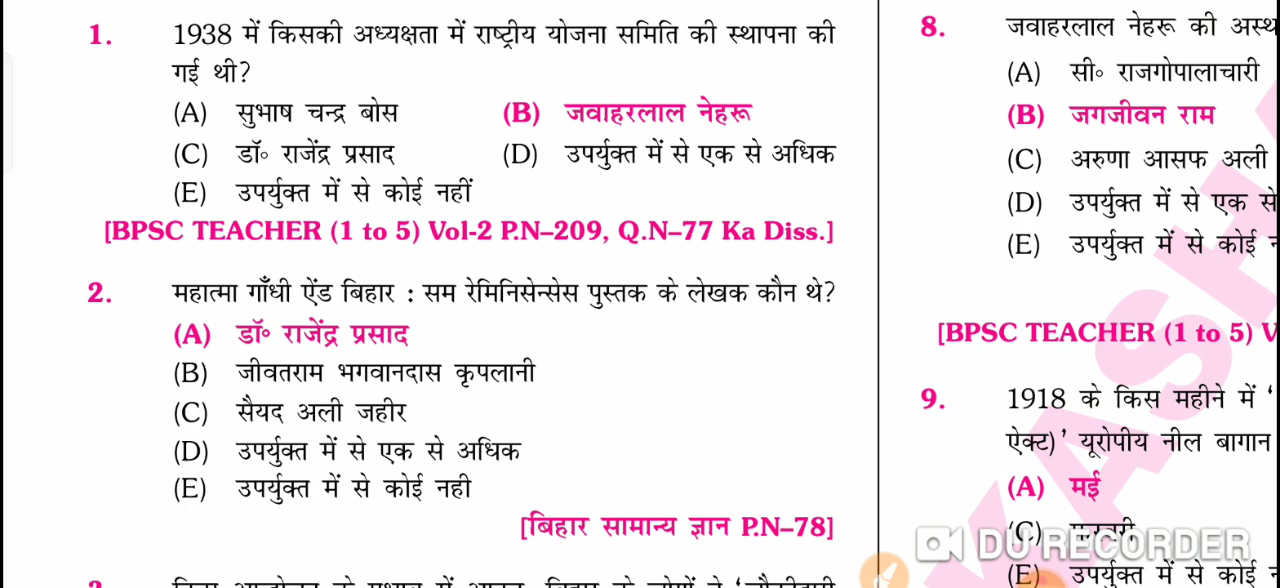 1. 1938 में किसकी अध्यक्षता में राष्ट्रीय योजना समिति की स्थापना की
गई थी?
(A) सुभाष चन्द्र बोस (B) जवाहरलाल नेहरू
(C) डॉ॰ राजेंद्र प्रसाद (D) उपर्युक्त में से एक से अधिक
(E) उपर्युक्त में से कोई नहीं
[BPSC TEACHER (1 to 5) Vol-2 P.N–209, Q.N–77 Ka Diss.]
2. महात्मा गाँधी ऐंड बिहार : सम रेमिनिसेन्सेस पुस्तक के लेखक कौन थे?
(A) डॉ॰ राजेंद्र प्रसाद
(B) जीवतराम भगवानदास कृपलानी
(C) सैयद अली जहीर
(D) उपर्युक्त में से एक से अधिक
(E) उपर्युक्त में से कोई नही
[बिहार सामान्य ज्ञान P.N–78]
8. जवाहरलाल नेहरू की
(A) सी॰ राजगोपालाचारी
(B) जगजीवन राम
(C) अरुणा आसफ अली
(D) उपर्युक्त में से एक से
(E) उपर्युक्त में से कोई
[BPSC TEACHER (1 to 5)
9. 1918 के किस महीने में '
ऐक्ट)' यूरोपीय नील बागान
(A) मई
(C) फरवरी
(E) उपर्युक्त में से कोई
DU RECORDER